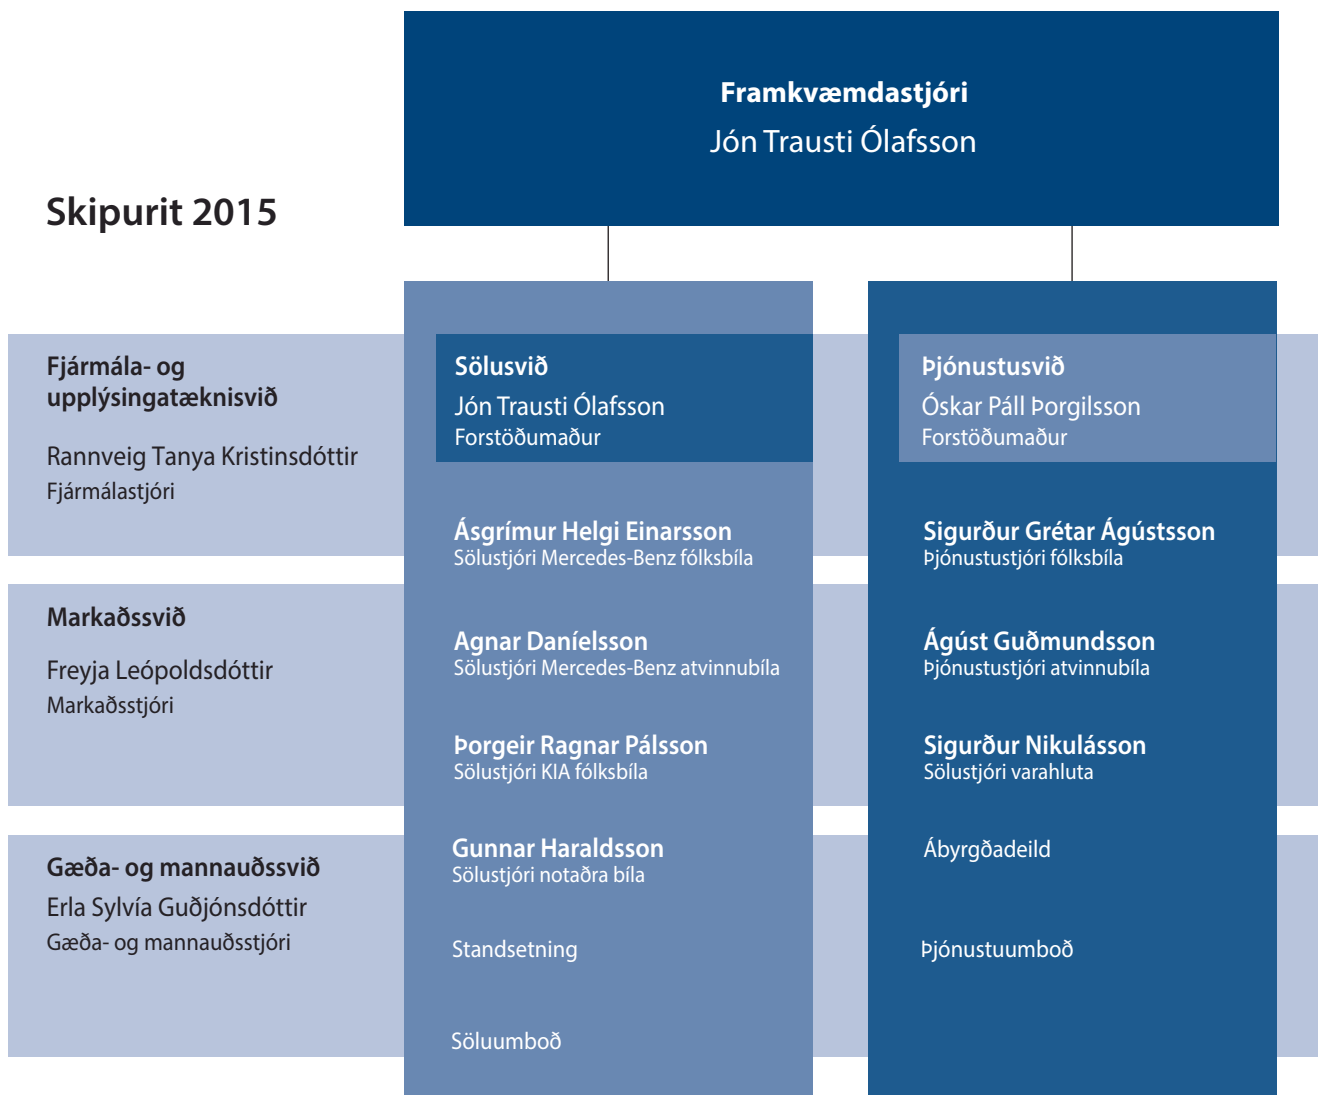 Framkvæmdastjóri
Jón Trausti Ólafsson
Skipurit 2015
Fjármála- og
upplýsingatæknisvið
Rannveig Tanya Kristinsdóttir
Fjármálastjóri
Markaðssvið
Freyja Leópoldsdóttir
Markaðsstjóri
Gæða- og mannauðssvið
Erla Sylvía Guðjónsdóttir
Gæða- og mannauðsstjóri
Sölusvið
Jón Trausti Ólafsson
Forstöðumaður
Ásgrímur Helgi Einarsson
Sölustjóri Mercedes-Benz fólksbíla
Agnar Daníelsson
Sölustjóri Mercedes-Benz atvinnubíla
Þorgeir Ragnar Pálsson
Sölustjóri KIA fólksbíla
Gunnar Haraldsson
Sölustjóri notaðra bíla
Standsetning
Söluumboð
Þjónustusvið
Óskar Páll Þorgilsson
Forstöðumaður
Sigurður Grétar Ágústsson
Þjónustustjóri fólksbíla
Ágúst Guðmundsson
Þjónustustjóri atvinnubíla
Sigurður Nikulásson
Sölustjóri varahluta
Ábyrgðadeild
Þjónustuumboð